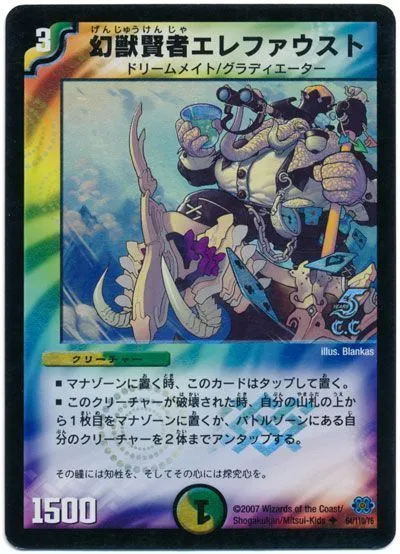 3
げんじゅうけんじゃ
幻獣賢者エレファウスト
ドリームメイト/グラディエーター
5
YEARS
C.C
illus. Blankas
クリーチャー
■ マナゾーンに置く時、このカードはタップして置く。
■ このクリーチャーが破壊された時、自分の山札の上か
ら1枚目をマナゾーンに置くか、バトルゾーンにある自
分のクリーチャーを2体までアンタップする。
その瞳には知性を、そしてその心には探究心を。
1500
1
©2007 Wizards of the Coast/
Shogakukan/Mitsui-Kids
64/110/Y6